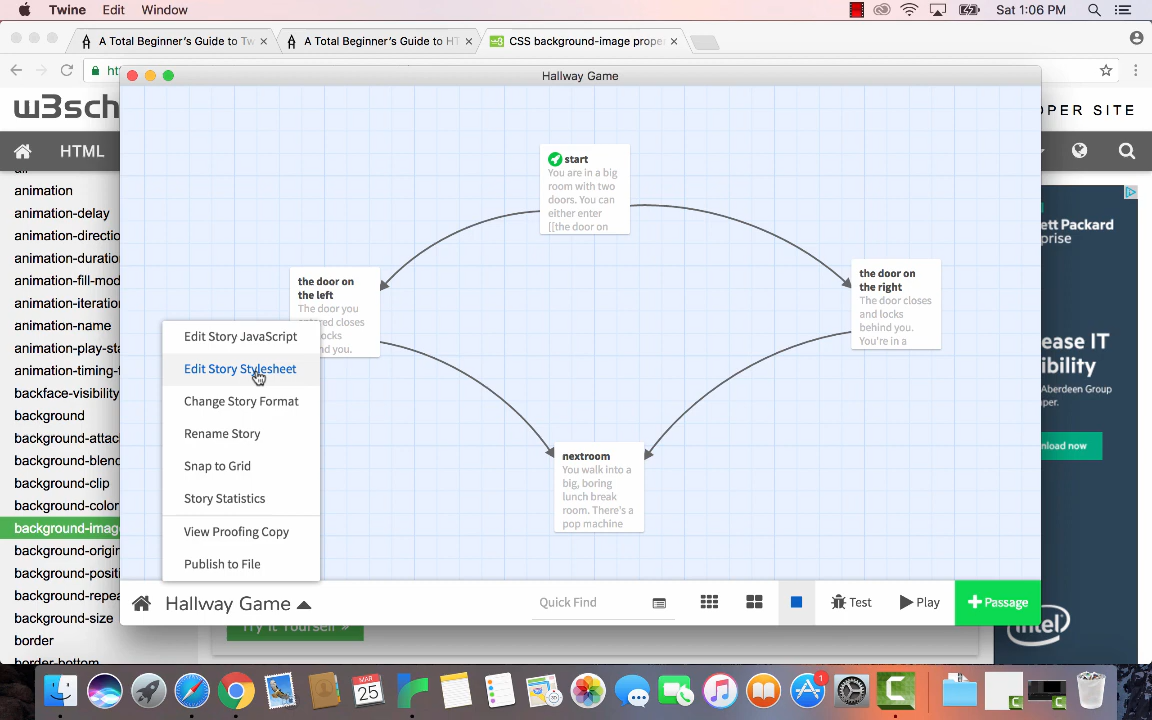 Twine Edit Window
Sat 1:06 PM
A Total Beginner's Guide to Tw
A Total Beginner's Guide to HT
CSS background-image prope
Hallway Game
w3sch
OPER SITE
HTML
animation
animation-delay
animation-directio
animation-duratio
animation-fill-mod
animation-iteratio
animation-name
animation-play-sta
animation-timing-f
backface-visibility
background
background-attac
background-blend
background-clip
background-color
background-imag
background-origi
background-positi
background-repea
background-size
border
border-bottom
start
You are in a big
room with two
doors. You can
either enter
[[the door on
the door on
the left
The door you
entered closes
locks
nd you.
the door on
the right
The door closes
and locks
behind you.
You're in a
nextroom
You walk into a
big, boring
lunch break
room. There's a
pop machine
Edit Story JavaScript
Edit Story Stylesheet
Change Story Format
Rename Story
Snap to Grid
Story Statistics
View Proofing Copy
Publish to File
Hallway Game
Quick Find
Test
Play
+Passage
Try it Yourself »
ett Packard
prise
ease IT
ibility
Aberdeen Group
per.
nload now
intel
MAR
25
1